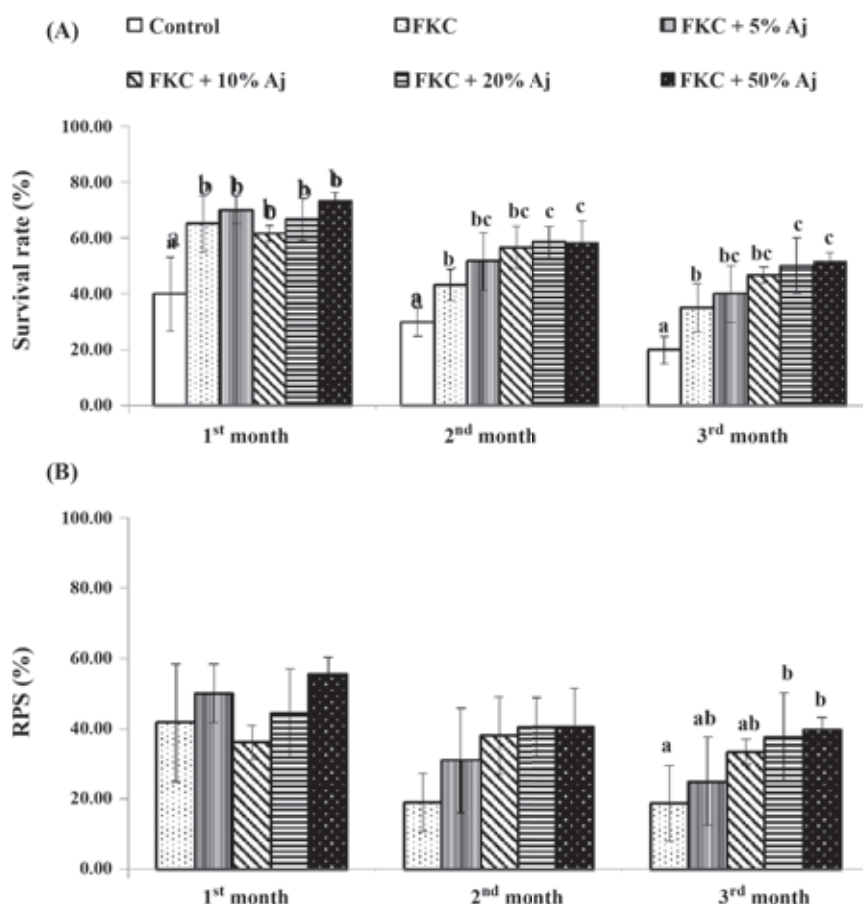 (A) Control FKC FKC + 5% Aj
FKC + 10% Aj FKC + 20% Aj FKC + 50% Aj
100.00
80.00
60.00
40.00
20.00
0.00
Survival rate (%)
a b b b b b
a b bc bc c c
a b bc bc c c
1st month 2nd month 3rd month
(B)
100.00
80.00
60.00
40.00
20.00
0.00
RPS (%)
a ab ab b b
1st month 2nd month 3rd month